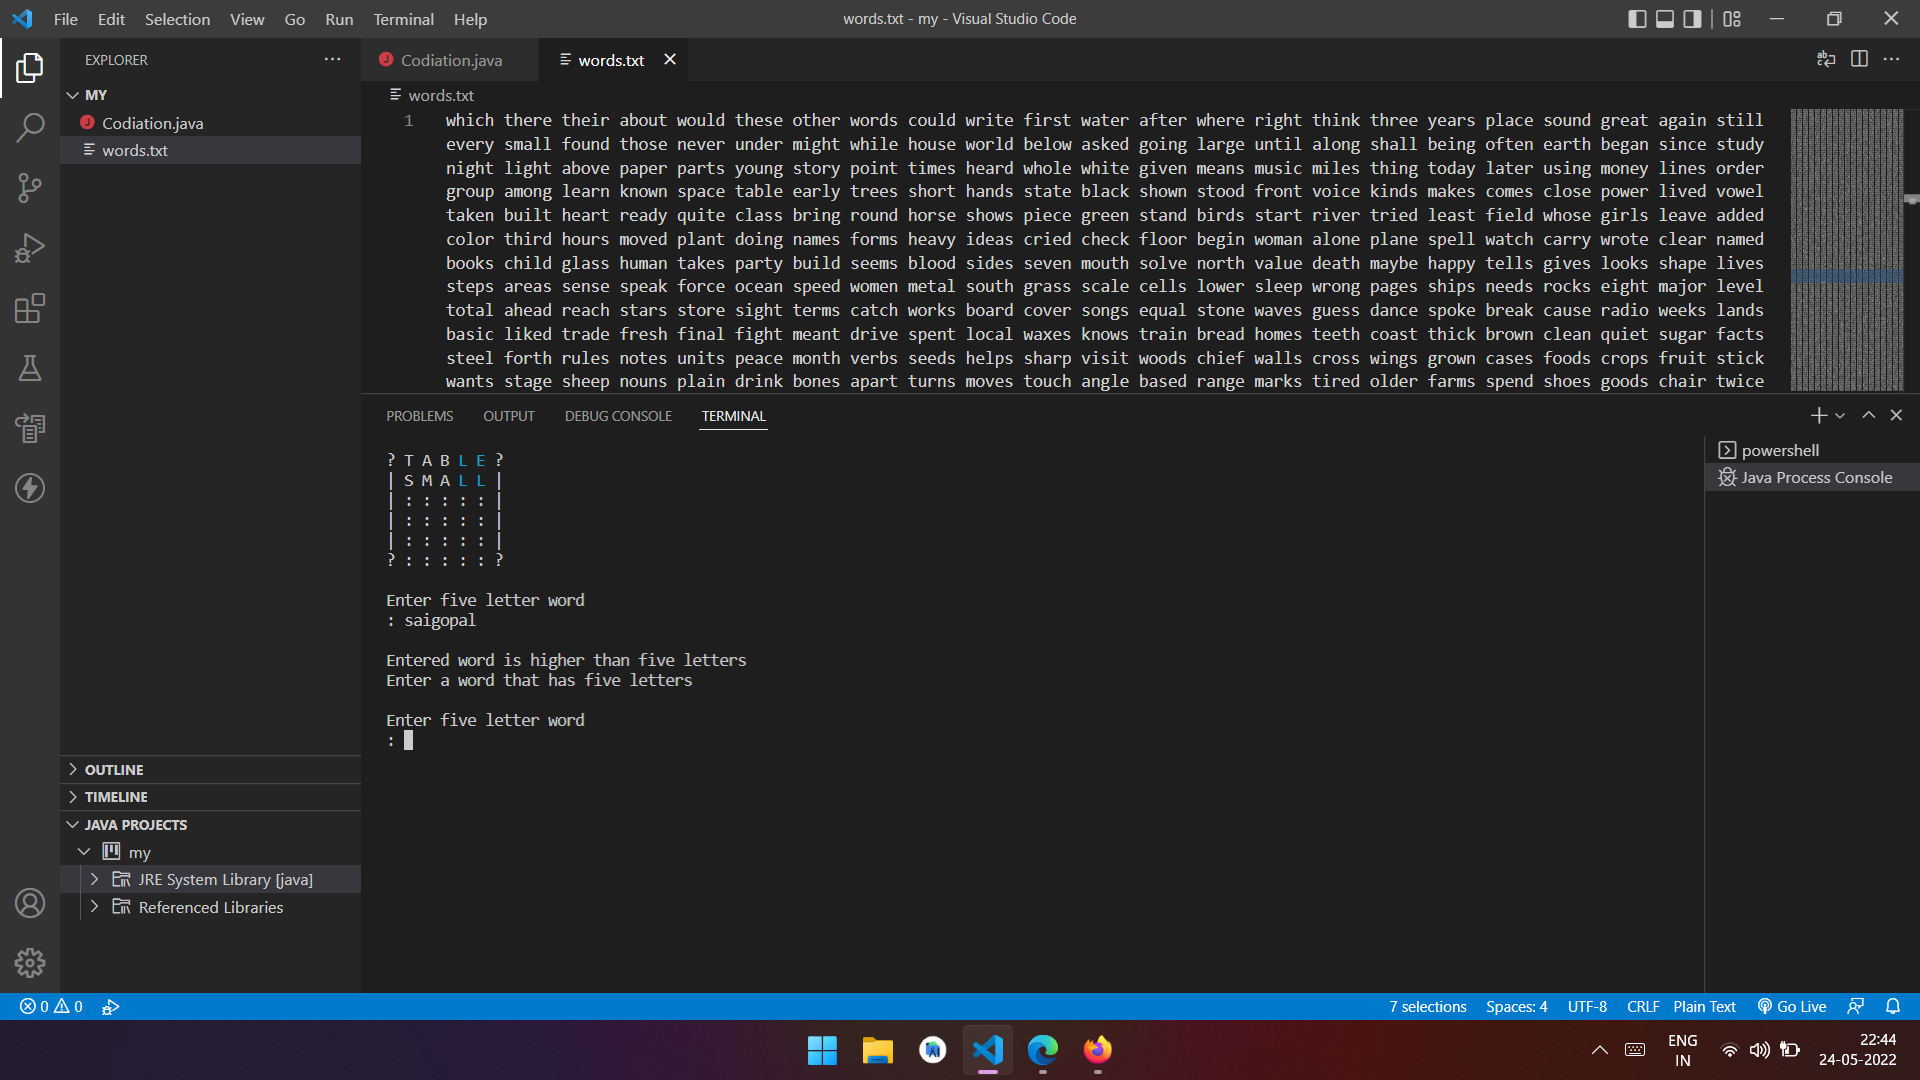 File Edit Selection View Go Run Terminal Help
words.txt - my - Visual Studio Code
EXPLORER
MY
Codiation.java
words.txt
OUTLINE
TIMELINE
JAVA PROJECTS
my
JRE System Library [java]
Referenced Libraries
Codiation.java
words.txt
words.txt
1
which there their about would these other words could write first water after where right think three years place sound great again still
every small found those never under might while house world below asked going large until along shall being often earth began since study
night light above paper parts young story point times heard whole white given means music miles thing today later using money lines order
group among learn known space table early trees short hands state black shown stood front voice kinds makes comes close power lived vowel
taken built heart ready quite class bring round horse shows piece green stand birds start river tried least field whose girls leave added
color third hours moved plant doing names forms heavy ideas cried check floor begin woman alone plane spell watch carry wrote clear named
books child glass human takes party build seems blood sides seven mouth solve north value death maybe happy tells gives looks shape lives
steps areas sense speak force ocean speed women metal south grass scale cells lower sleep wrong pages ships needs rocks eight major level
total ahead reach stars store sight terms catch works board cover songs equal stone waves guess dance spoke break cause radio weeks lands
basic liked trade fresh final fight meant drive spent local waxes knows train bread homes teeth coast thick brown clean quiet sugar facts
steel forth rules notes units peace month verbs seeds helps sharp visit woods chief walls cross wings grown cases foods crops fruit stick
wants stage sheep nouns plain drink bones apart turns moves touch angle based range marks tired older farms spend shoes goods chair twice
PROBLEMS OUTPUT DEBUG CONSOLE TERMINAL
? T A B L E ?
| S M A L L |
| : : : : : |
| : : : : : |
| : : : : : |
? : : : : : ?
Enter five letter word
: saigopal
Entered word is higher than five letters
Enter a word that has five letters
Enter five letter word
:
powershell
Java Process Console
0 0
7 selections Spaces: 4 UTF-8 CRLF Plain Text Go Live
ENG
IN
22:44
24-05-2022